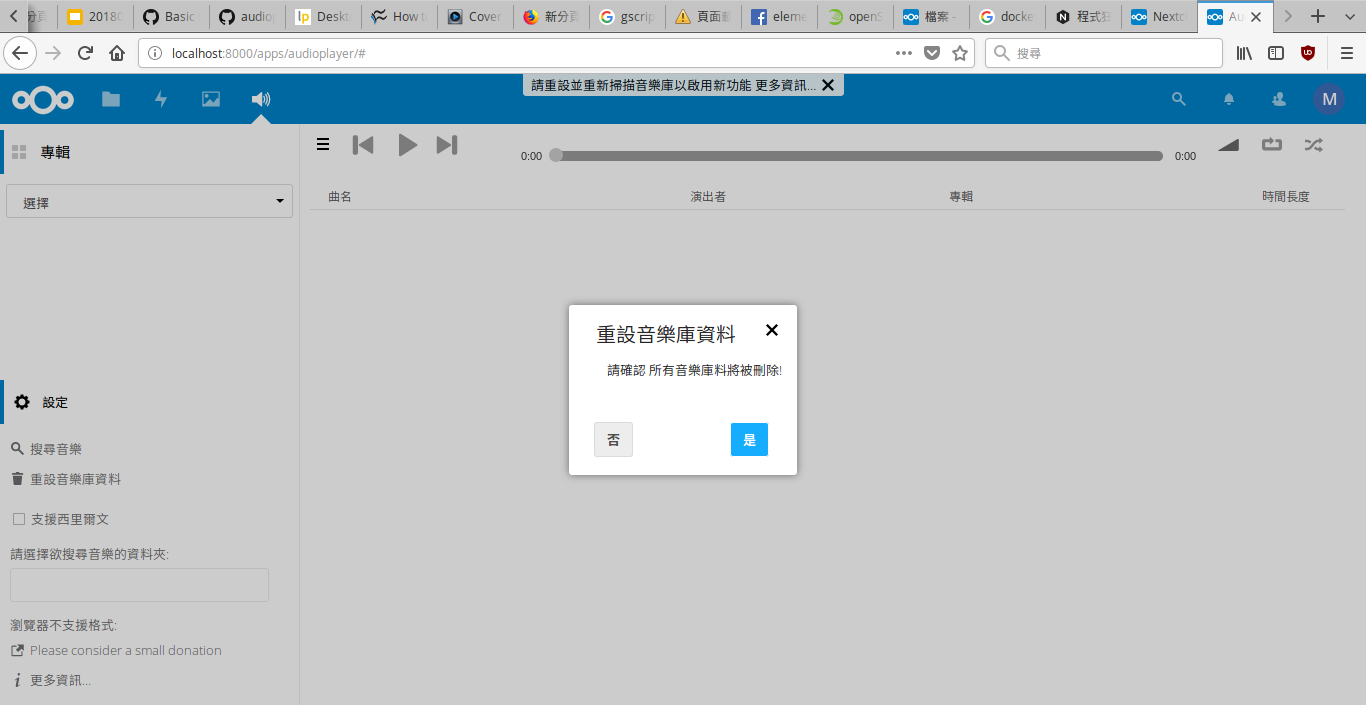 2018
Basic
audio
lp Deskt
How t
Cover
新分頁
G gscrip
頁面
f eleme
openS
檔案 -
G docke
N 程式
Nextc
Au
localhost:8000/apps/audioplayer/#
搜尋
請重設並重新掃描音樂庫以啟用新功能 更多資訊...
M
專輯
選擇
0:00
0:00
曲名
演出者
專輯
時間長度
重設音樂庫資料
請確認 所有音樂庫料將被刪除!
否
是
設定
搜尋音樂
重設音樂庫資料
支援西里爾文
請選擇欲搜尋音樂的資料夾:
瀏覽器不支援格式:
Please consider a small donation
更多資訊...